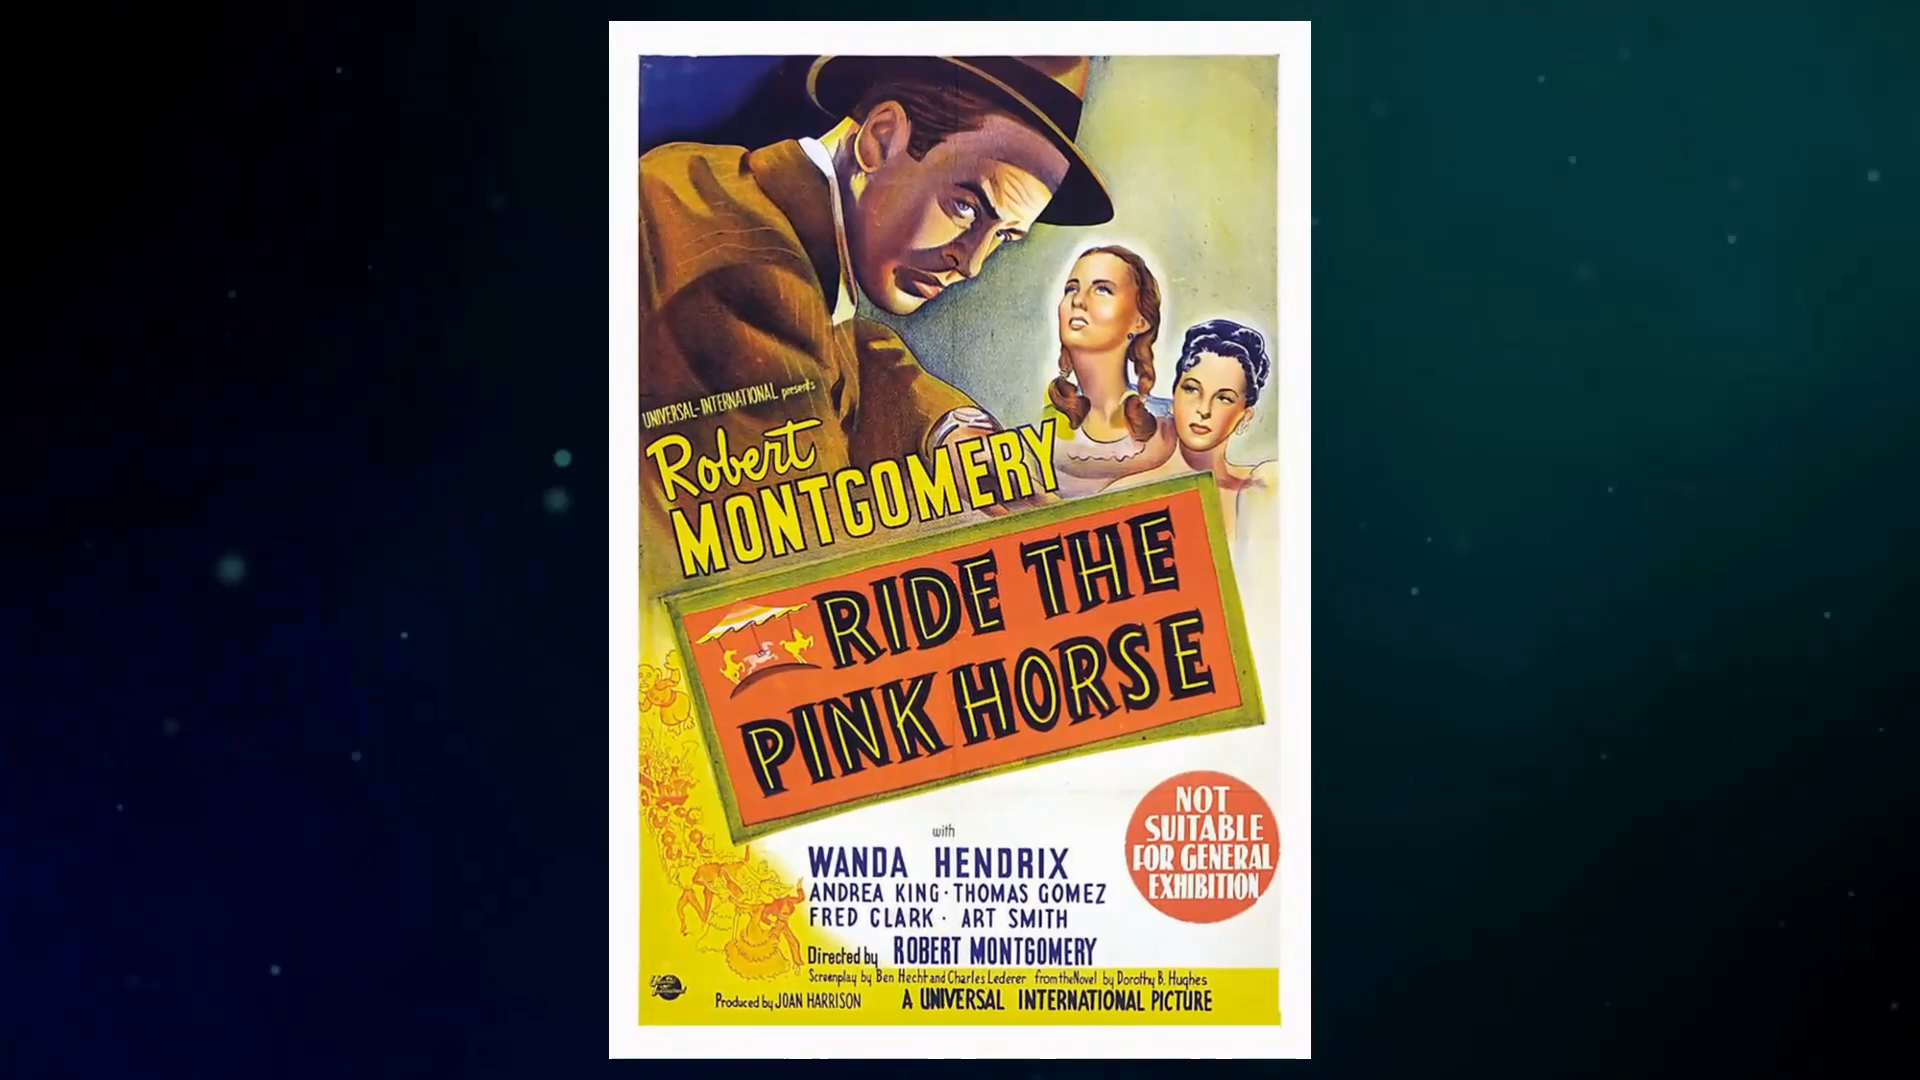 UNIVERSAL-INTERNATIONAL presents
Robert
MONTGOMERY
RIDE THE
PINK HORSE
with
WANDA HENDRIX
ANDREA KING · THOMAS GOMEZ
FRED CLARK · ART SMITH
Directed by ROBERT MONTGOMERY
Screenplay by Ben Hecht and Charles Lederer from the Novel by Dorothy B. Hughes
Produced by JOAN HARRISON A UNIVERSAL INTERNATIONAL PICTURE
NOT
SUITABLE
FOR GENERAL
EXHIBITION